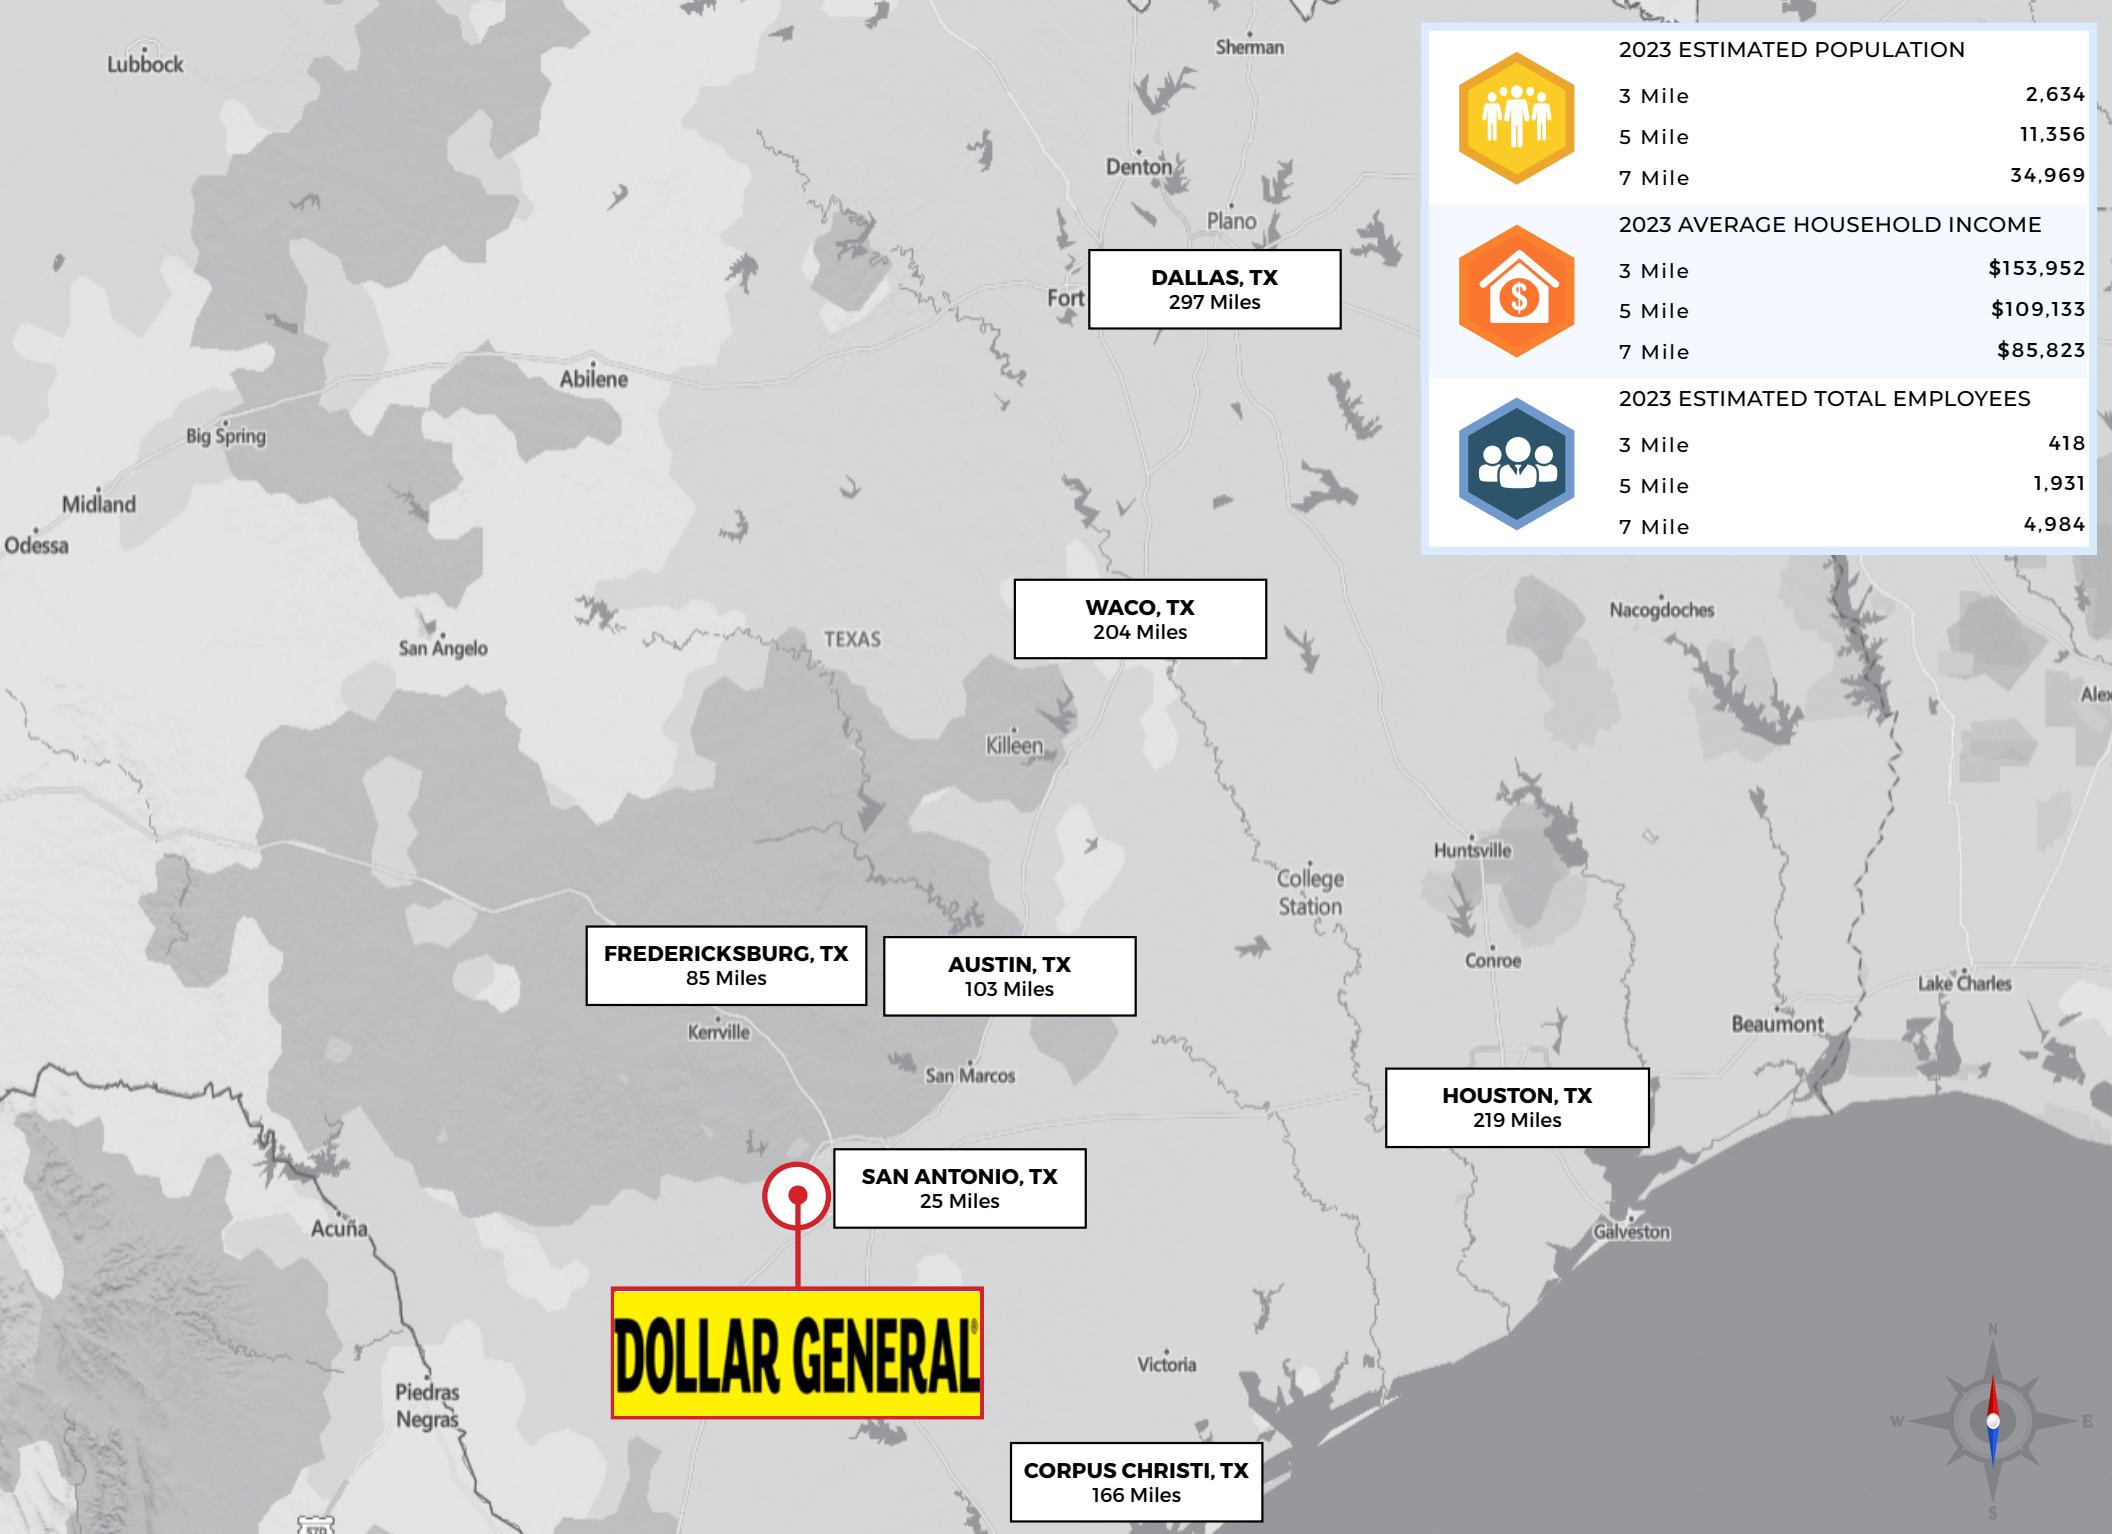 Lubbock
Sherman
Denton
Plano
Fort
DALLAS, TX
297 Miles
Abilene
Big Spring
Midland
Odessa
San Angelo
TEXAS
WACO, TX
204 Miles
Killeen
Nacogdoches
Alex
Huntsville
College
Station
Conroe
FREDERICKSBURG, TX
85 Miles
AUSTIN, TX
103 Miles
Kerrville
San Marcos
Lake Charles
Beaumont
HOUSTON, TX
219 Miles
SAN ANTONIO, TX
25 Miles
Acuña
Galveston
DOLLAR GENERAL®
Victoria
Piedras
Negras
CORPUS CHRISTI, TX
166 Miles
57D
N
W
E
S
2023 ESTIMATED POPULATION
3 Mile 2,634
5 Mile 11,356
7 Mile 34,969
2023 AVERAGE HOUSEHOLD INCOME
$
3 Mile $153,952
5 Mile $109,133
7 Mile $85,823
2023 ESTIMATED TOTAL EMPLOYEES
3 Mile 418
5 Mile 1,931
7 Mile 4,984